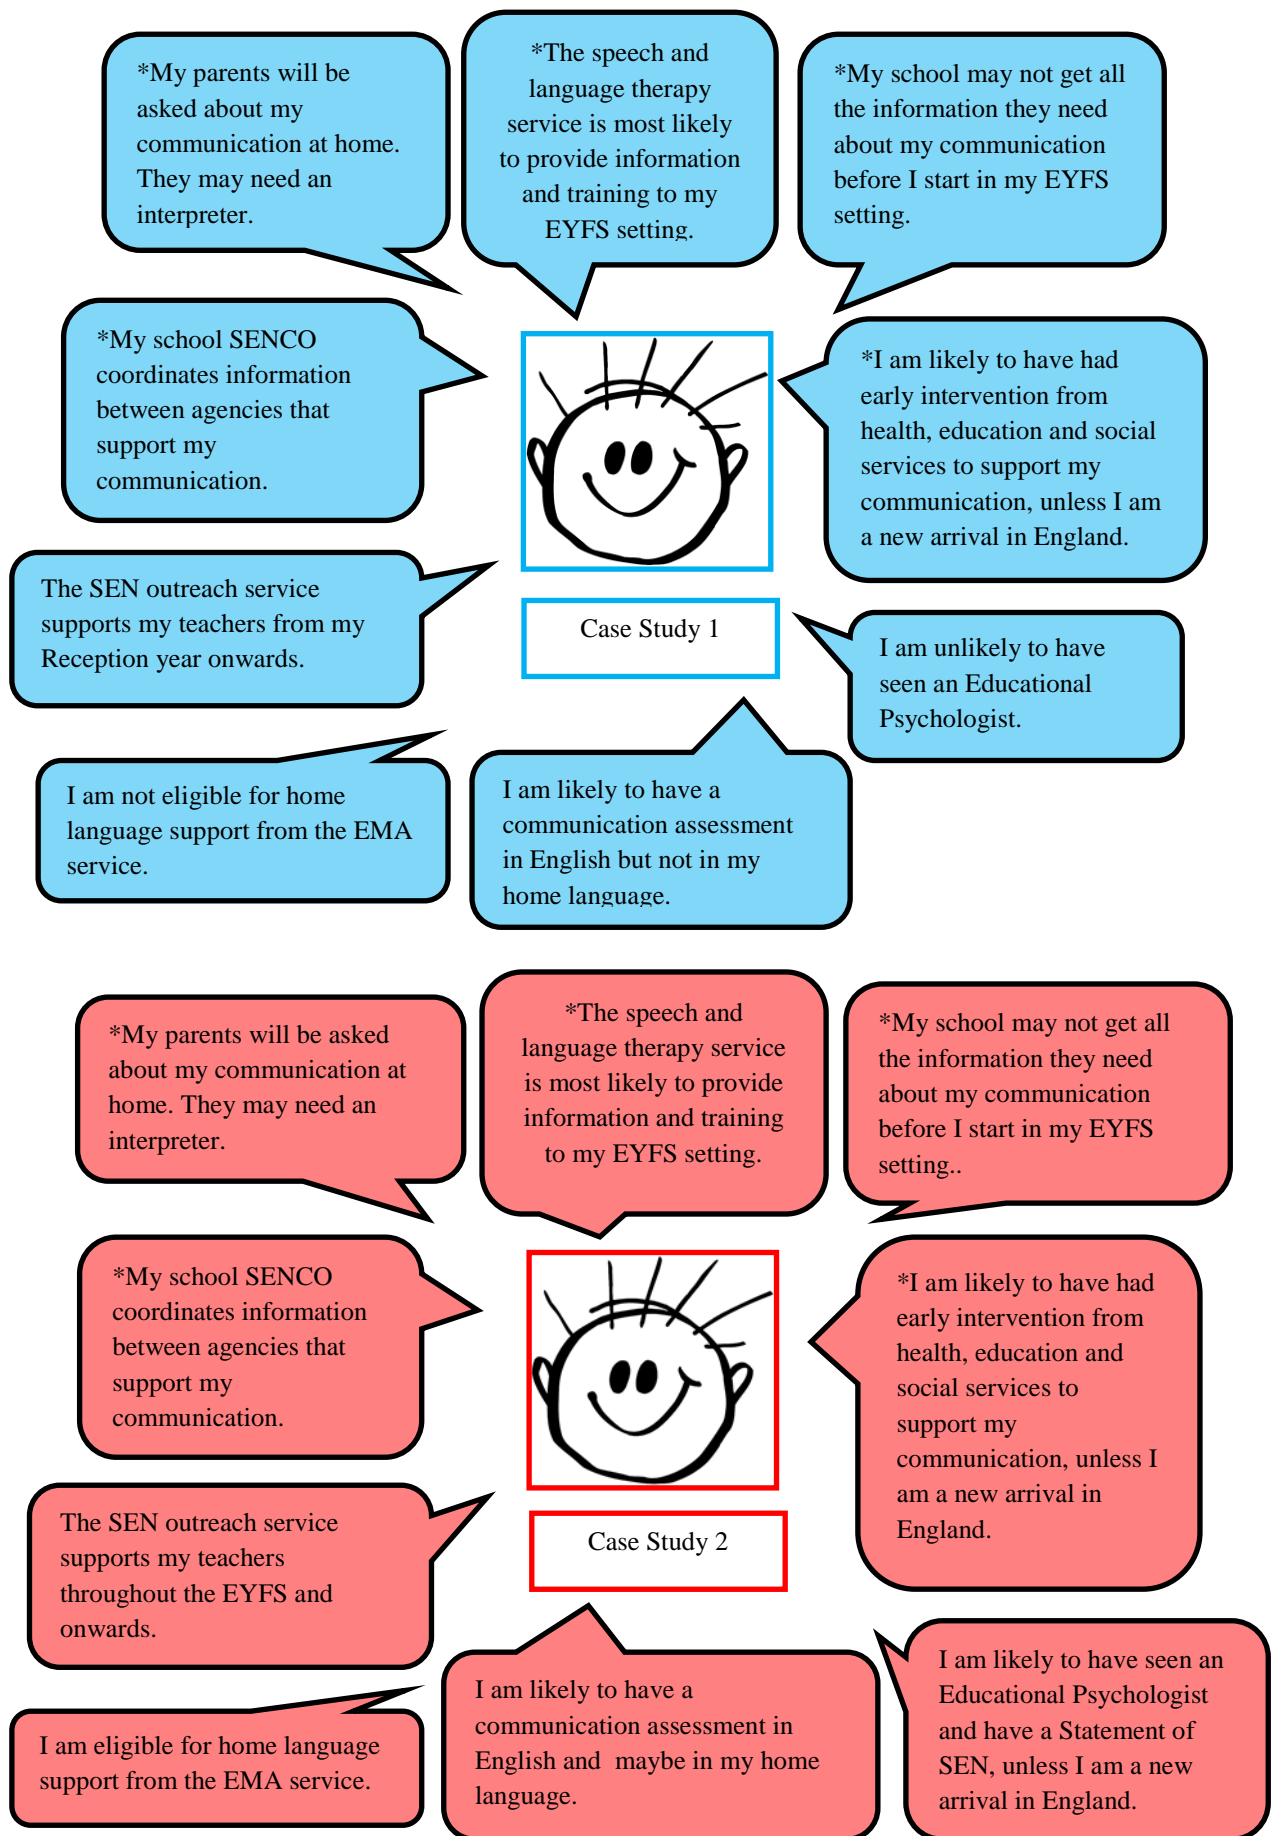 *My parents will be
asked about my
communication at home.
They may need an
interpreter.
*The speech and
language therapy
service is most likely
to provide information
and training to my
EYFS setting.
*My school may not get all
the information they need
about my communication
before I start in my EYFS
setting.
*My school SENCO
coordinates information
between agencies that
support my
communication.
*I am likely to have had
early intervention from
health, education and social
services to support my
communication, unless I am
a new arrival in England.
The SEN outreach service
supports my teachers from my
Reception year onwards.
Case Study 1
I am unlikely to have
seen an Educational
Psychologist.
I am not eligible for home
language support from the EMA
service.
I am likely to have a
communication assessment
in English but not in my
home language.
*My parents will be asked
about my communication at
home. They may need an
interpreter.
*The speech and
language therapy service
is most likely to provide
information and training
to my EYFS setting.
*My school may not get all
the information they need
about my communication
before I start in my EYFS
setting..
*My school SENCO
coordinates information
between agencies that
support my
communication.
*I am likely to have had
early intervention from
health, education and
social services to
support my
communication, unless I
am a new arrival in
England.
The SEN outreach service
supports my teachers
throughout the EYFS and
onwards.
Case Study 2
I am eligible for home language
support from the EMA service.
I am likely to have a
communication assessment in
English and  maybe in my home
language.
I am likely to have seen an
Educational Psychologist
and have a Statement of
SEN, unless I am a new
arrival in England.